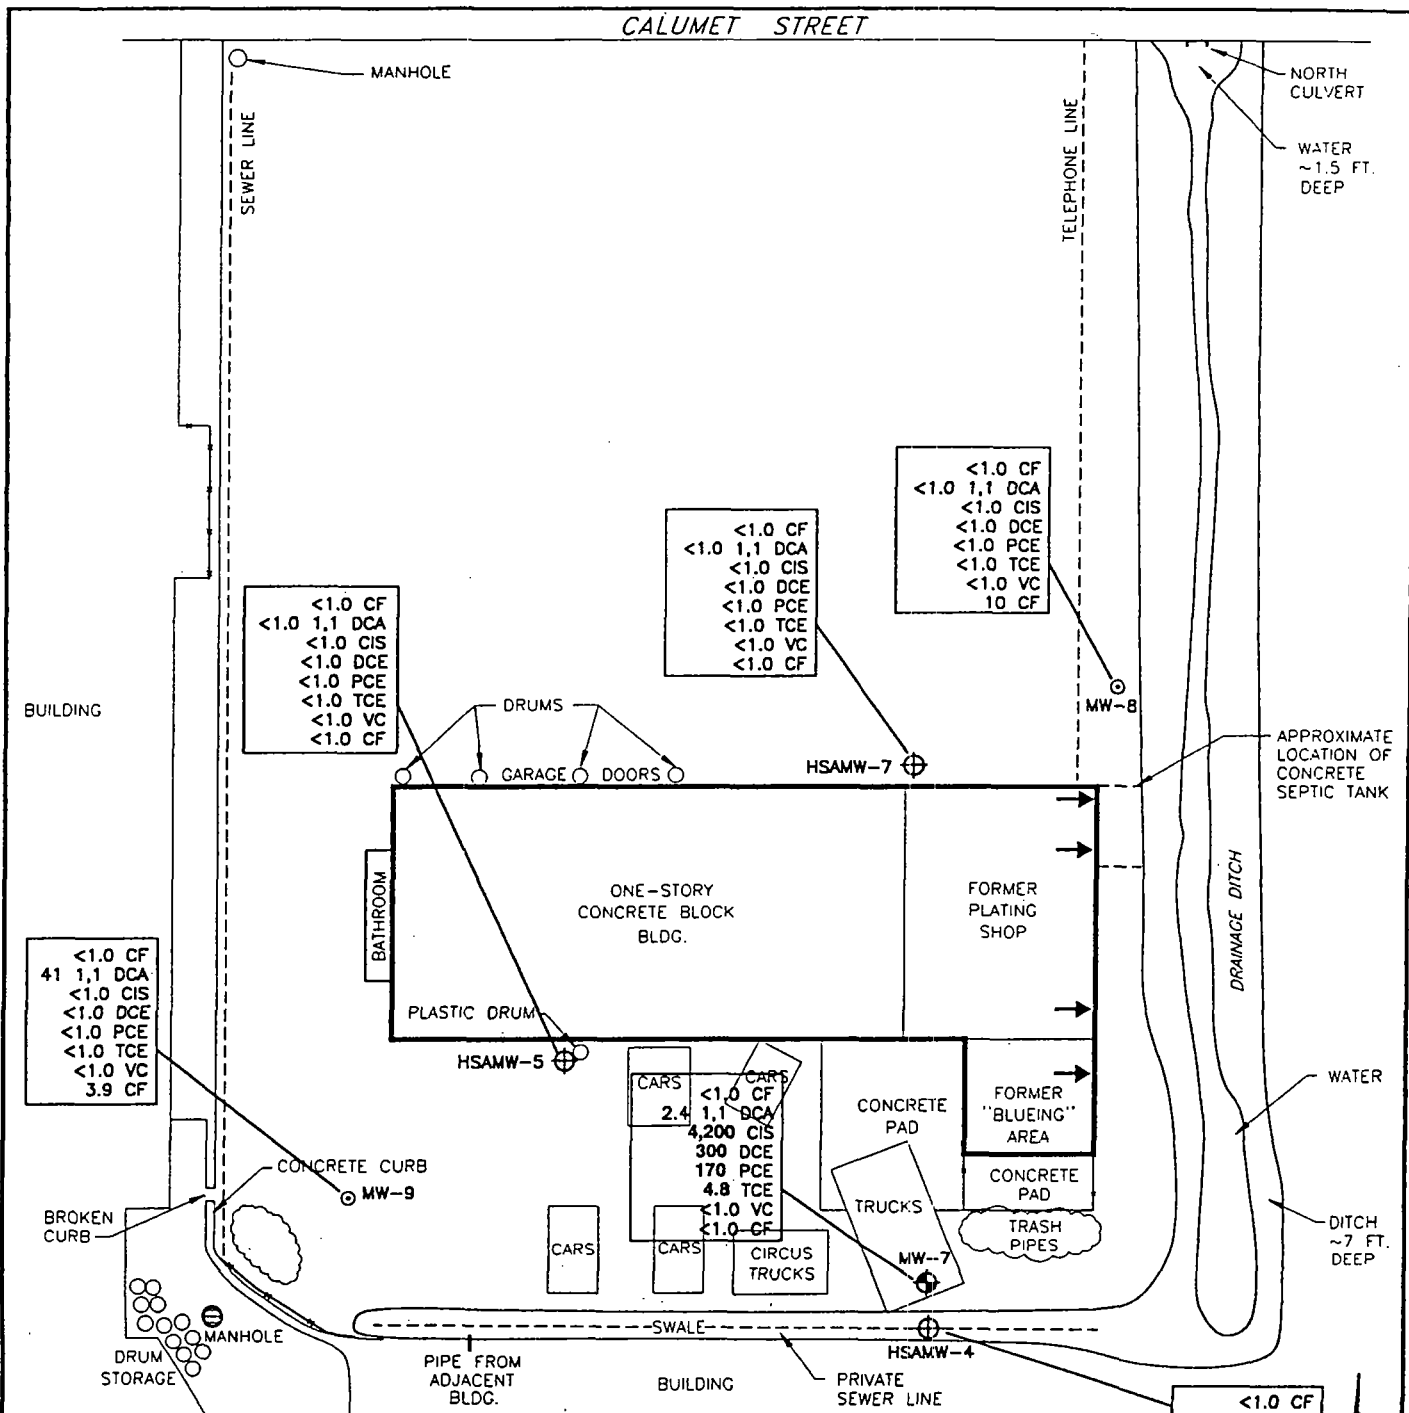 CALUMET STREET
MANHOLE
SEWER LINE
TELEPHONE LINE
NORTH
CULVERT
WATER
~1.5 FT.
DEEP
<1.0 CF
<1.0 1,1 DCA
<1.0 CIS
<1.0 DCE
<1.0 PCE
<1.0 TCE
<1.0 VC
10 CF
MW-8
<1.0 CF
<1.0 1,1 DCA
<1.0 CIS
<1.0 DCE
<1.0 PCE
<1.0 TCE
<1.0 VC
<1.0 CF
HSAMW-7
<1.0 CF
<1.0 1,1 DCA
<1.0 CIS
<1.0 DCE
<1.0 PCE
<1.0 TCE
<1.0 VC
<1.0 CF
BUILDING
DRUMS
GARAGE DOORS
APPROXIMATE
LOCATION OF
CONCRETE
SEPTIC TANK
BATHROOM
ONE-STORY
CONCRETE BLOCK
BLDG.
FORMER
PLATING
SHOP
DRAINAGE DITCH
<1.0 CF
41 1,1 DCA
<1.0 CIS
<1.0 DCE
<1.0 PCE
<1.0 TCE
<1.0 VC
3.9 CF
PLASTIC DRUM
HSAMW-5
CARS
CARS
<1.0 CF
2.4 1,1 DCA
4,200 CIS
300 DCE
170 PCE
4.8 TCE
<1.0 VC
<1.0 CF
CONCRETE
PAD
FORMER
"BLUEING"
AREA
WATER
CONCRETE
PAD
CONCRETE CURB
MW-9
BROKEN
CURB
TRUCKS
TRASH
PIPES
DITCH
~7 FT.
DEEP
CARS
CARS
CIRCUS
TRUCKS
MW-7
MANHOLE
DRUM
STORAGE
SWALE
HSAMW-4
PIPE FROM
ADJACENT
BLDG.
BUILDING
PRIVATE
SEWER LINE
<1.0 CF